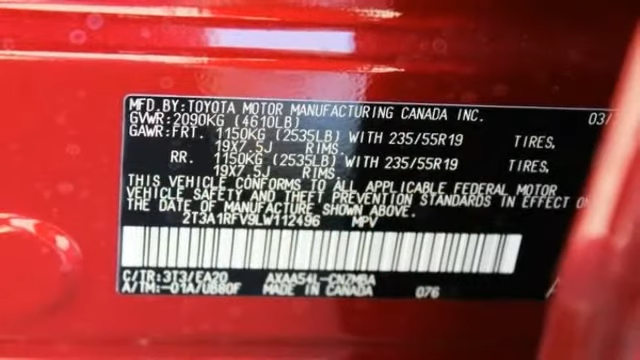 MFD.BY:TOYOTA MOTOR MANUFACTURING CANADA INC. 03/
GVWR:2090KG (4610LB)
GAWR:FRT. 1150KG (2535LB) WITH 235/55R19 TIRES,
19X7.5J RIMS
RR. 1150KG (2535LB) WITH 235/55R19 TIRES,
19X7.5J RIMS
THIS VEHICLE CONFORMS TO ALL APPLICABLE FEDERAL MOTOR
VEHICLE SAFETY AND THEFT PREVENTION STANDARDS IN EFFECT
THE DATE OF MANUFACTURE SHOWN ABOVE.
2T3A1RFV9LW112496 MPV
C/TR:3T3/EA20 AXAA54L-CNZMBA
A/TM:-01A/UB80F MADE IN CANADA 076